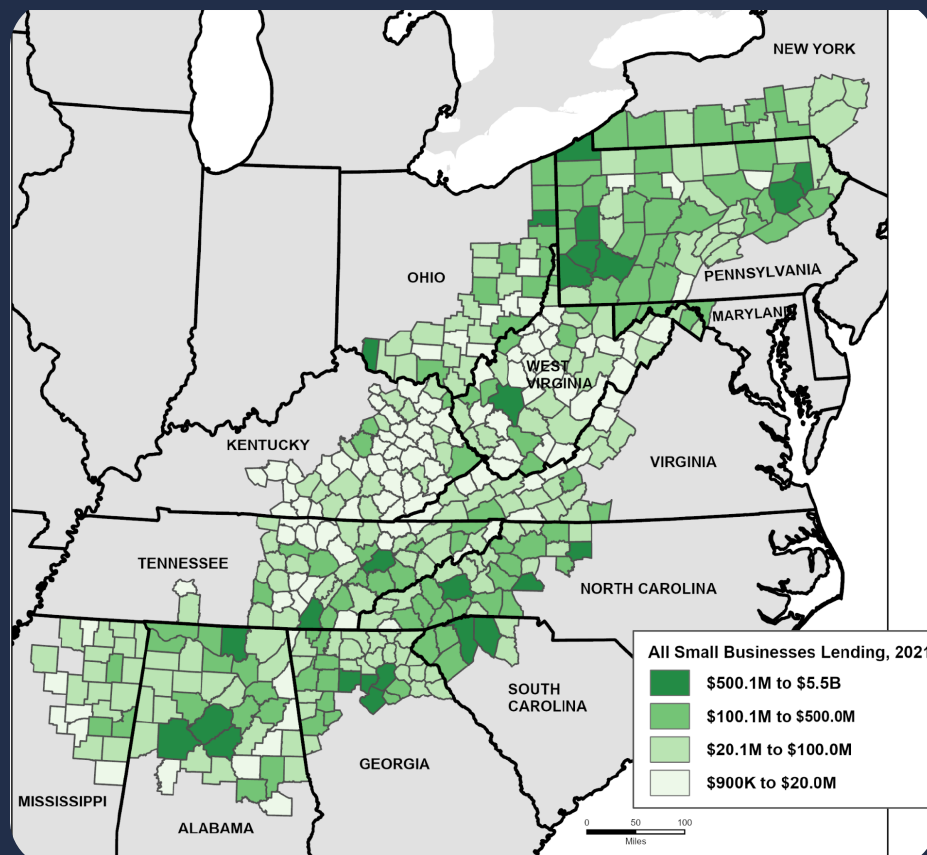 NEW YORK
OHIO
PENNSYLVANIA
MARYLAND
WEST
VIRGINIA
KENTUCKY
VIRGINIA
TENNESSEE
NORTH CAROLINA
All Small Businesses Lending, 2021
$500.1M to $5.5B
$100.1M to $500.0M
$20.1M to $100.0M
$900K to $20.0M
SOUTH
CAROLINA
GEORGIA
MISSISSIPPI
ALABAMA
0 50 100
Miles